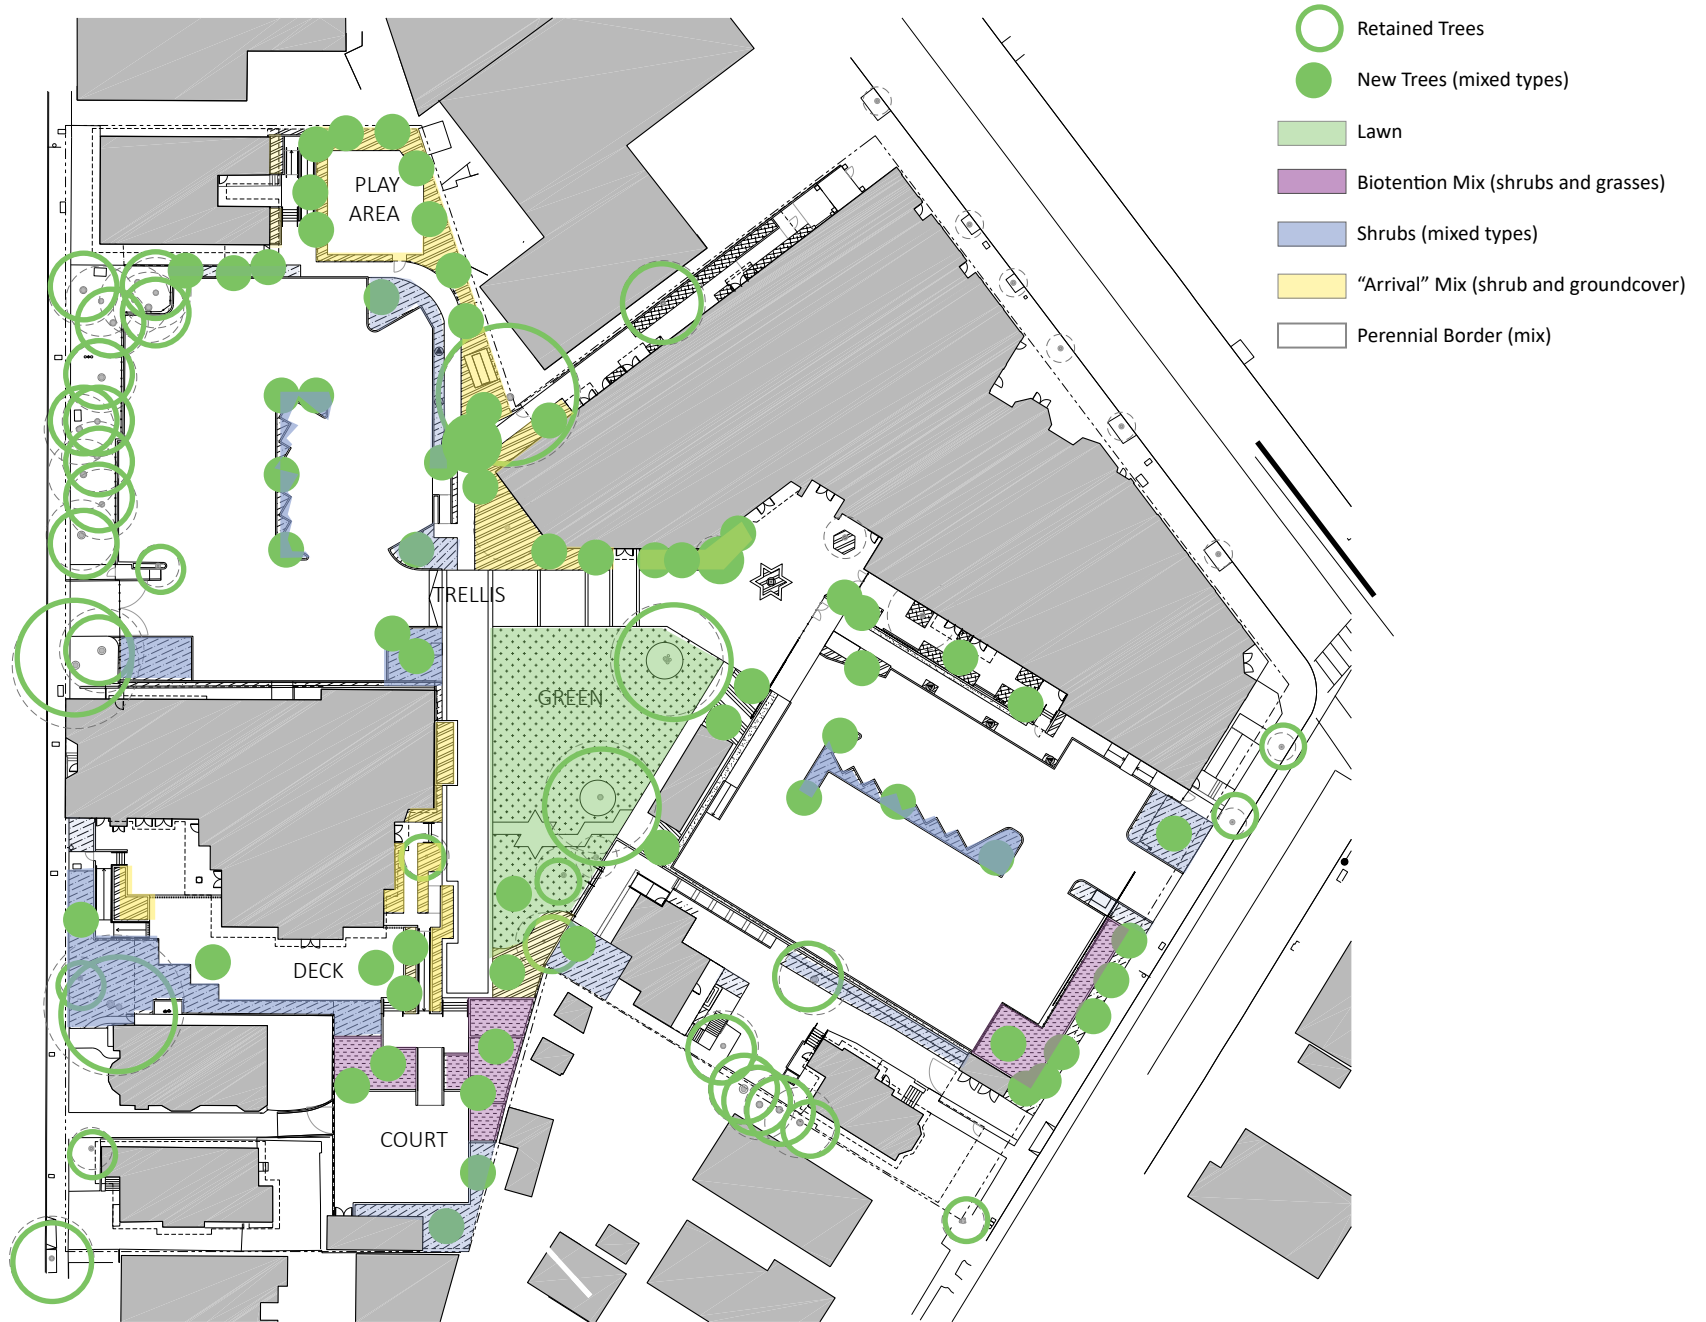 Retained Trees
New Trees (mixed types)
Lawn
Biotention Mix (shrubs and grasses)
Shrubs (mixed types)
“Arrival” Mix (shrub and groundcover)
Perennial Border (mix)
PLAY
AREA
TRELLIS
GREEN
DECK
COURT